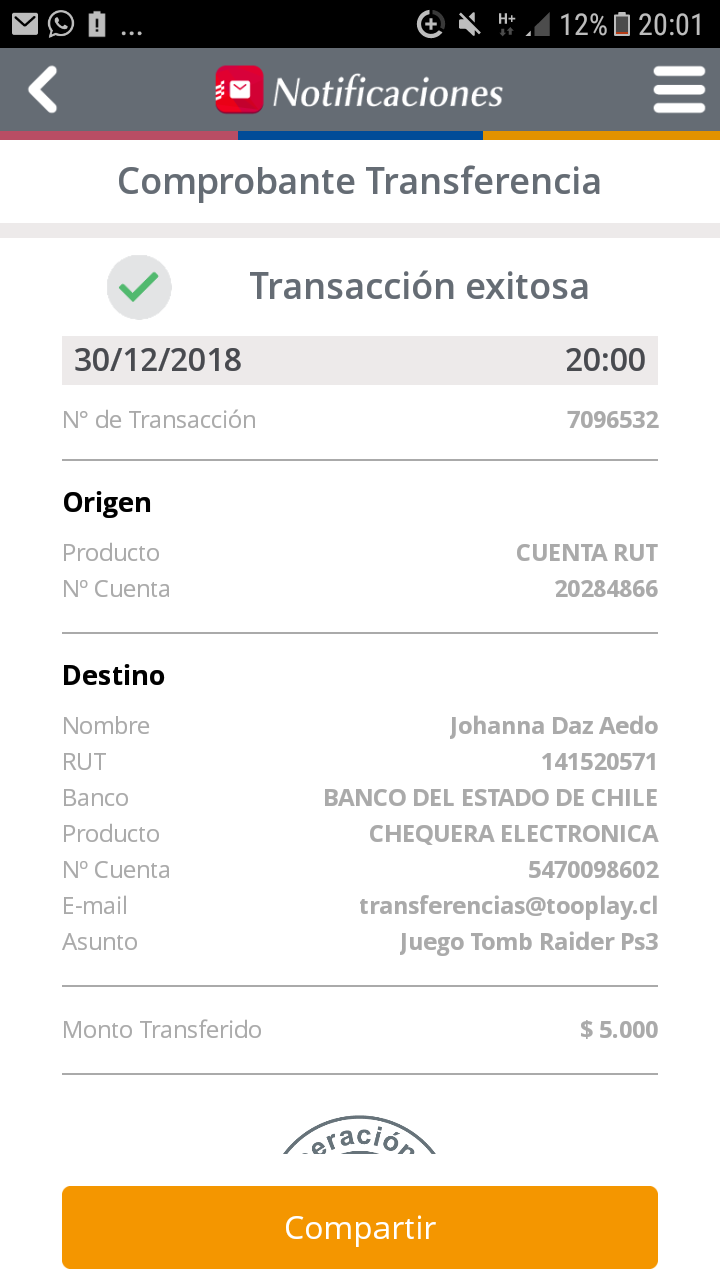 ... H+ 12% 20:01
Notificaciones
Comprobante Transferencia
Transacción exitosa
30/12/2018 20:00
N° de Transacción 7096532
Origen
Producto CUENTA RUT
Nº Cuenta 20284866
Destino
Nombre Johanna Daz Aedo
RUT 141520571
Banco BANCO DEL ESTADO DE CHILE
Producto CHEQUERA ELECTRONICA
Nº Cuenta 5470098602
E-mail transferencias@tooplay.cl
Asunto Juego Tomb Raider Ps3
Monto Transferido $ 5.000
eración
Compartir